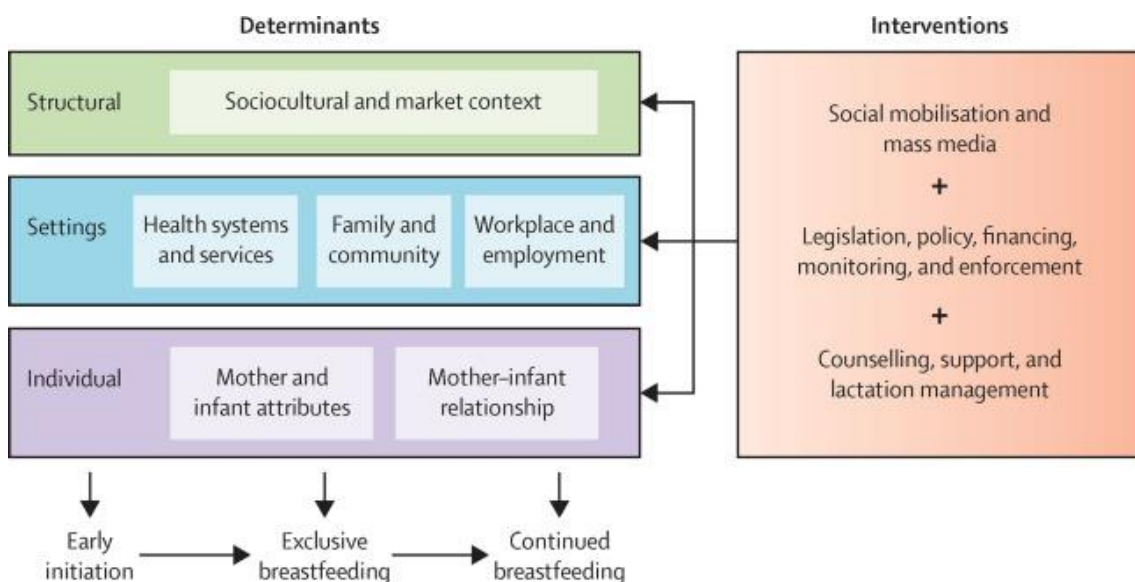 Determinants
Interventions
Structural
Sociocultural and market context
Settings
Health systems
and services
Family and
community
Workplace and
employment
Individual
Mother and
infant attributes
Mother–infant
relationship
Social mobilisation and
mass media
+
Legislation, policy, financing,
monitoring, and enforcement
+
Counselling, support, and
lactation management
Early
initiation
Exclusive
breastfeeding
Continued
breastfeeding